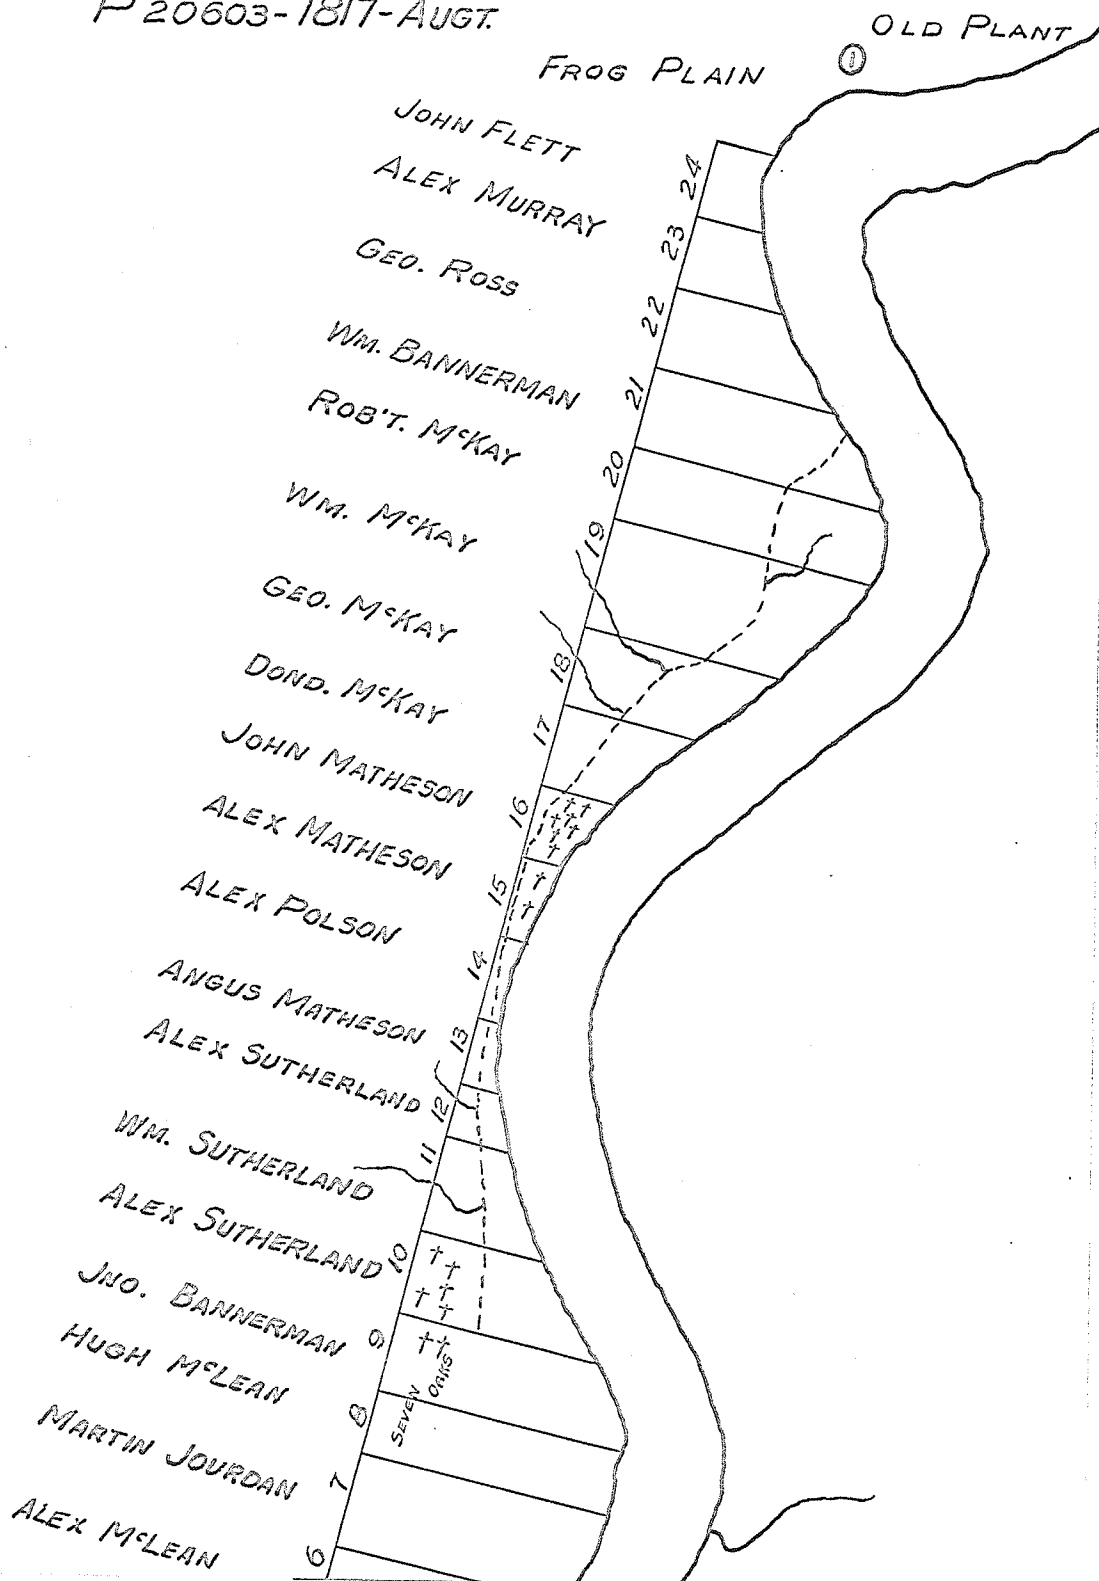 P 20603-1817-AUGT.
OLD PLANT
FROG PLAIN
JOHN FLETT 24
ALEX MURRAY 23
GEO. ROSS 22
WM. BANNERMAN 21
ROB'T. McKAY 20
WM. McKAY 19
GEO. McKAY 18
DOND. McKAY 17
JOHN MATHESON 16
ALEX MATHESON 15
ALEX POLSON 14
ANGUS MATHESON 13
ALEX SUTHERLAND 12
WM. SUTHERLAND 11
ALEX SUTHERLAND 10
JNO. BANNERMAN 9
HUGH McLEAN 8
MARTIN JOURDAN 7
ALEX McLEAN 6
SEVEN OAKS